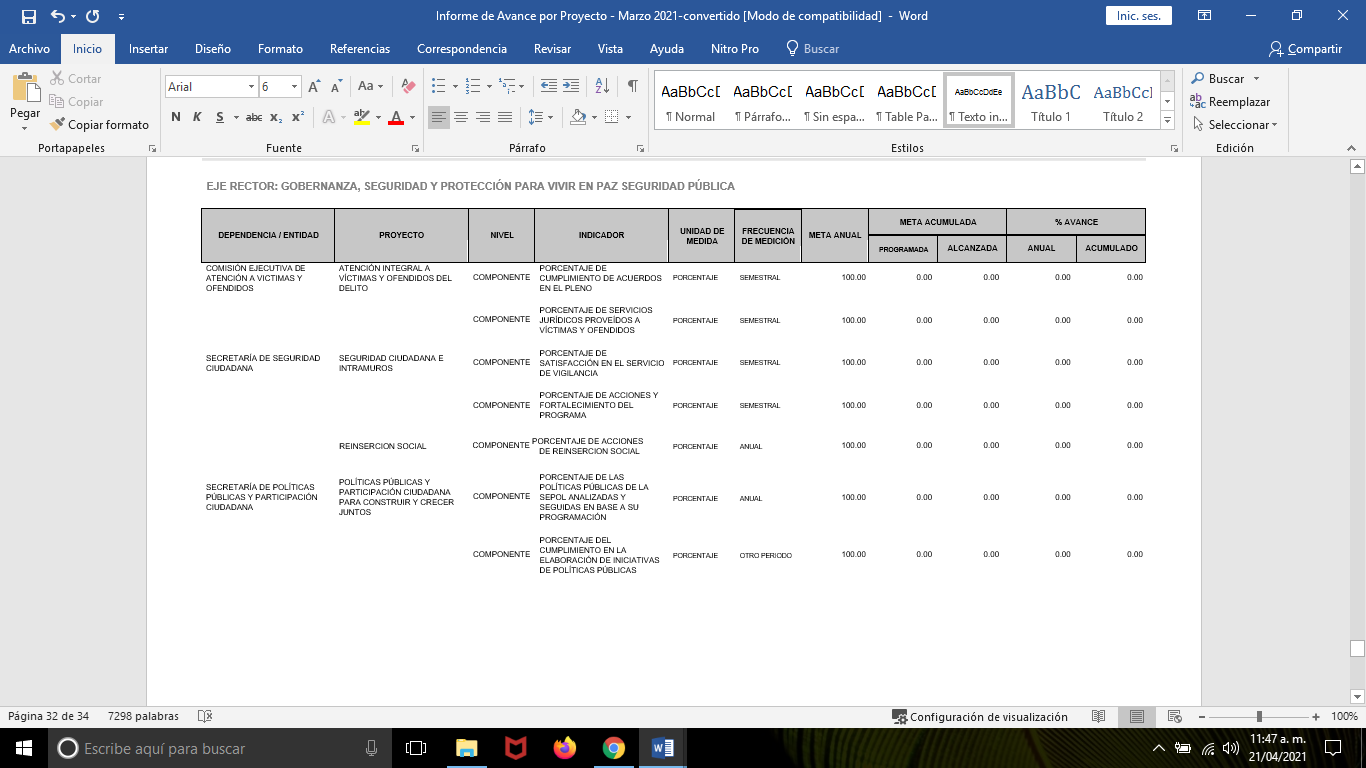 Informe de Avance por Proyecto - Marzo 2021-convertido [Modo de compatibilidad] - Word
Inic. ses.
Archivo Inicio Insertar Diseño Formato Referencias Correspondencia Revisar Vista Ayuda Nitro Pro Buscar Compartir
Pegar
Cortar
Copiar
Copiar formato
Portapapeles
Arial 6
Aa
N K S abc x₂ x²
A A
Fuente
Párrafo
AaBbCcD AaBbCcD AaBbCcD AaBbCcD AaBbCcDdEe AaBbC AaBbCcI
¶ Normal ¶ Párrafo... ¶ Sin espa... ¶ Table Pa... ¶ Texto in... Título 1 Título 2
Estilos
Buscar
Reemplazar
Seleccionar
Edición
EJE RECTOR: GOBERNANZA, SEGURIDAD Y PROTECCIÓN PARA VIVIR EN PAZ SEGURIDAD PÚBLICA
DEPENDENCIA / ENTIDAD PROYECTO NIVEL INDICADOR UNIDAD DE MEDIDA FRECUENCIA DE MEDICIÓN META ANUAL META ACUMULADA % AVANCE
PROGRAMADA ALCANZADA ANUAL ACUMULADO
COMISIÓN EJECUTIVA DE ATENCIÓN A VICTIMAS Y OFENDIDOS ATENCIÓN INTEGRAL A VÍCTIMAS Y OFENDIDOS DEL DELITO COMPONENTE PORCENTAJE DE CUMPLIMIENTO DE ACUERDOS EN EL PLENO PORCENTAJE SEMESTRAL 100.00 0.00 0.00 0.00 0.00
COMPONENTE PORCENTAJE DE SERVICIOS JURÍDICOS PROVEÍDOS A VÍCTIMAS Y OFENDIDOS PORCENTAJE SEMESTRAL 100.00 0.00 0.00 0.00 0.00
SECRETARÍA DE SEGURIDAD CIUDADANA SEGURIDAD CIUDADANA E INTRAMUROS COMPONENTE PORCENTAJE DE SATISFACCIÓN EN EL SERVICIO DE VIGILANCIA PORCENTAJE SEMESTRAL 100.00 0.00 0.00 0.00 0.00
COMPONENTE PORCENTAJE DE ACCIONES Y FORTALECIMIENTO DEL PROGRAMA PORCENTAJE SEMESTRAL 100.00 0.00 0.00 0.00 0.00
REINSERCION SOCIAL COMPONENTE PORCENTAJE DE ACCIONES DE REINSERCION SOCIAL PORCENTAJE ANUAL 100.00 0.00 0.00 0.00 0.00
SECRETARÍA DE POLÍTICAS PÚBLICAS Y PARTICIPACIÓN CIUDADANA POLÍTICAS PÚBLICAS Y PARTICIPACIÓN CIUDADANA PARA CONSTRUIR Y CRECER JUNTOS COMPONENTE PORCENTAJE DE LAS POLÍTICAS PÚBLICAS DE LA SEPOL ANALIZADAS Y SEGUIDAS EN BASE A SU PROGRAMACIÓN PORCENTAJE ANUAL 100.00 0.00 0.00 0.00 0.00
COMPONENTE PORCENTAJE DEL CUMPLIMIENTO EN LA ELABORACIÓN DE INICIATIVAS DE POLÍTICAS PÚBLICAS PORCENTAJE OTRO PERIODO 100.00 0.00 0.00 0.00 0.00
Página 32 de 34 7298 palabras Configuración de visualización 100%
Escribe aquí para buscar
11:47 a. m.
21/04/2021